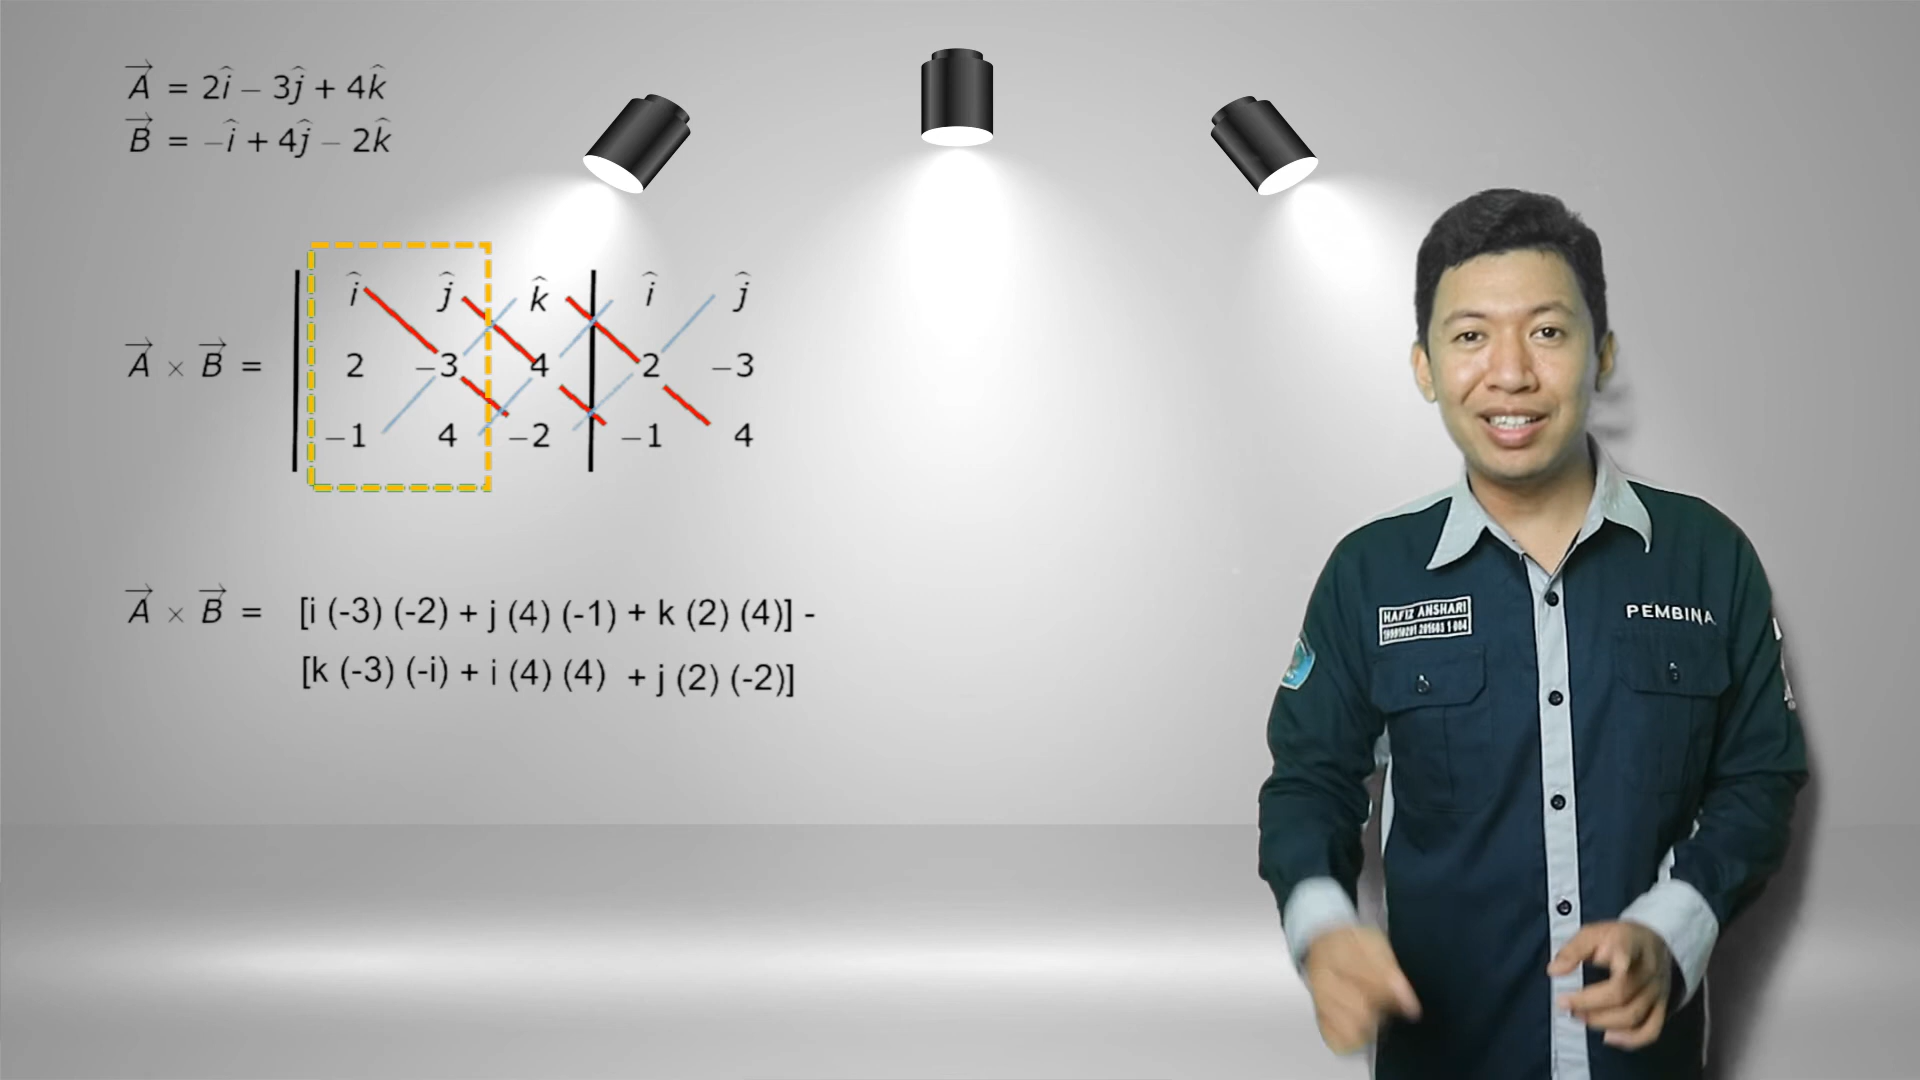 A⃗ = 2î – 3ĵ + 4k̂
B⃗ = –î + 4ĵ – 2k̂
î ĵ k̂ î ĵ
A⃗ × B⃗ = 2 –3 4 2 –3
–1 4 –2 –1 4
A⃗ × B⃗ = [i (-3) (-2) + j (4) (-1) + k (2) (4)] -
[k (-3) (-i) + i (4) (4) + j (2) (-2)]
HAFIZ ANSHARI
PEMBINA